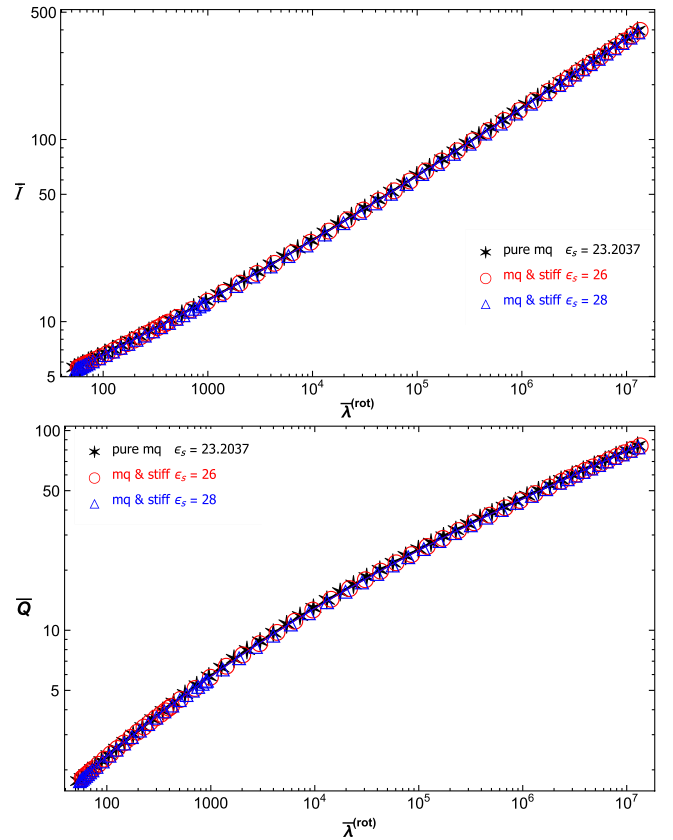 500
100
50
10
5
Ī
✶ pure mq ϵs = 23.2037
○ mq & stiff ϵs = 26
△ mq & stiff ϵs = 28
100 1000 10⁴ 10⁵ 10⁶ 10⁷
λ̄(rot)
100
50
10
5
Q̄
✶ pure mq ϵs = 23.2037
○ mq & stiff ϵs = 26
△ mq & stiff ϵs = 28
100 1000 10⁴ 10⁵ 10⁶ 10⁷
λ̄(rot)